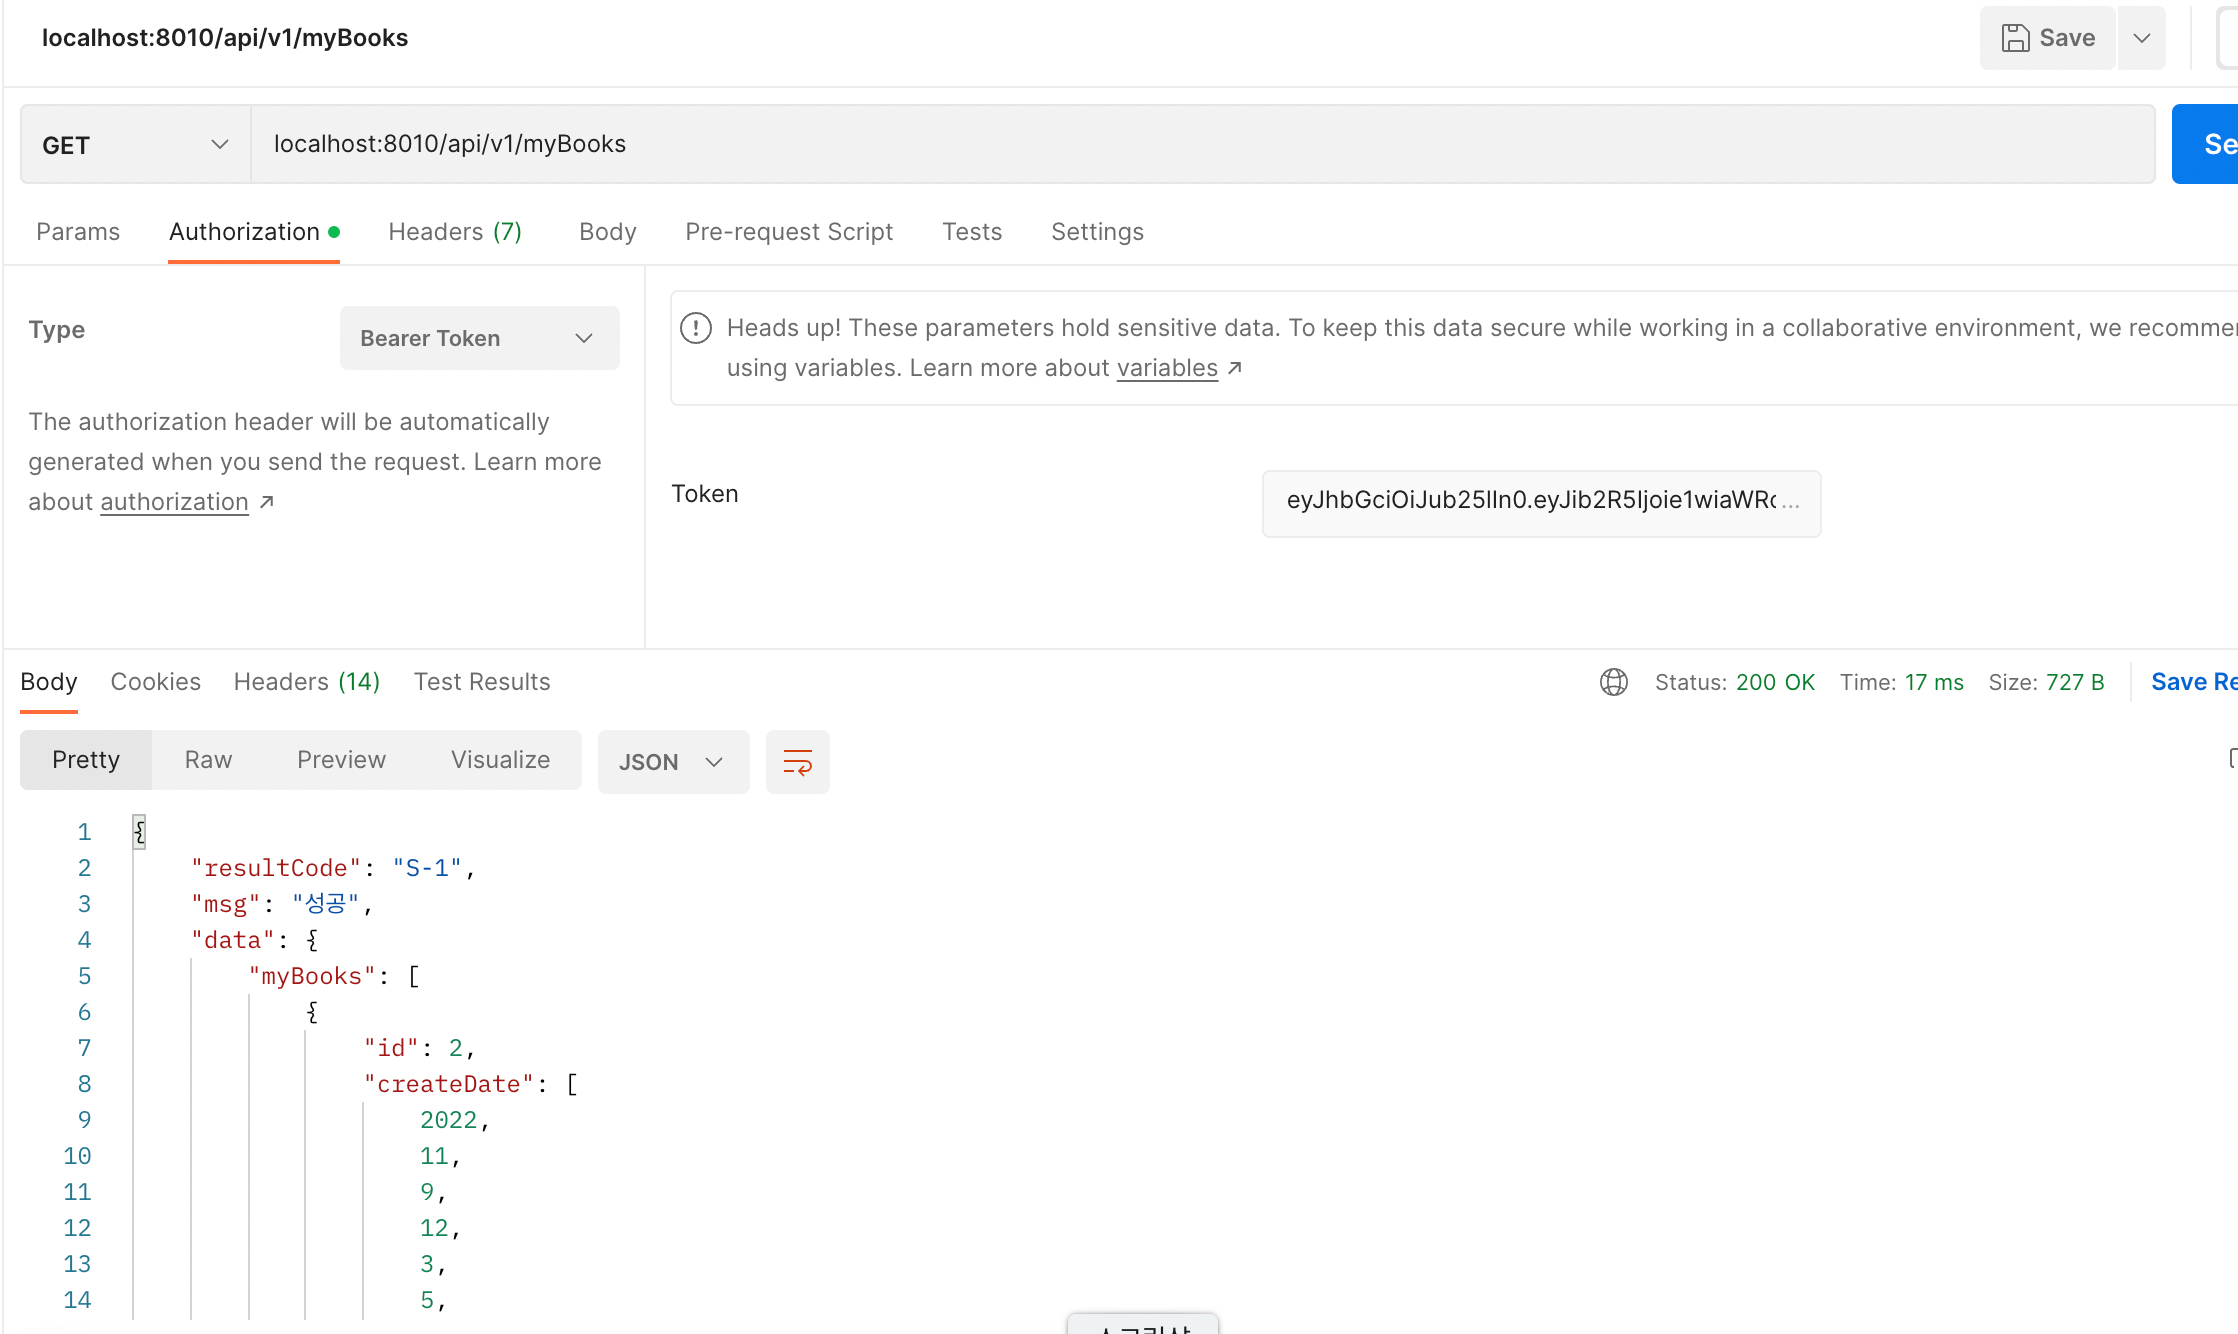 localhost:8010/api/v1/myBooks
Save
GET
localhost:8010/api/v1/myBooks
Params
Authorization
Headers (7)
Body
Pre-request Script
Tests
Settings
Type
Bearer Token
The authorization header will be automatically
generated when you send the request. Learn more
about authorization ↗
Heads up! These parameters hold sensitive data. To keep this data secure while working in a collaborative environment, we
using variables. Learn more about variables ↗
Token
Body
Cookies
Headers (14)
Test Results
Status: 200 OK
Time: 17 ms
Size: 727 B
Save
Pretty
Raw
Preview
Visualize
JSON
1 {
2 "resultCode": "S-1",
3 "msg": "성공",
4 "data": {
5 "myBooks": [
6 {
7 "id": 2,
8 "createDate": [
9 2022,
10 11,
11 9,
12 12,
13 3,
14 5,